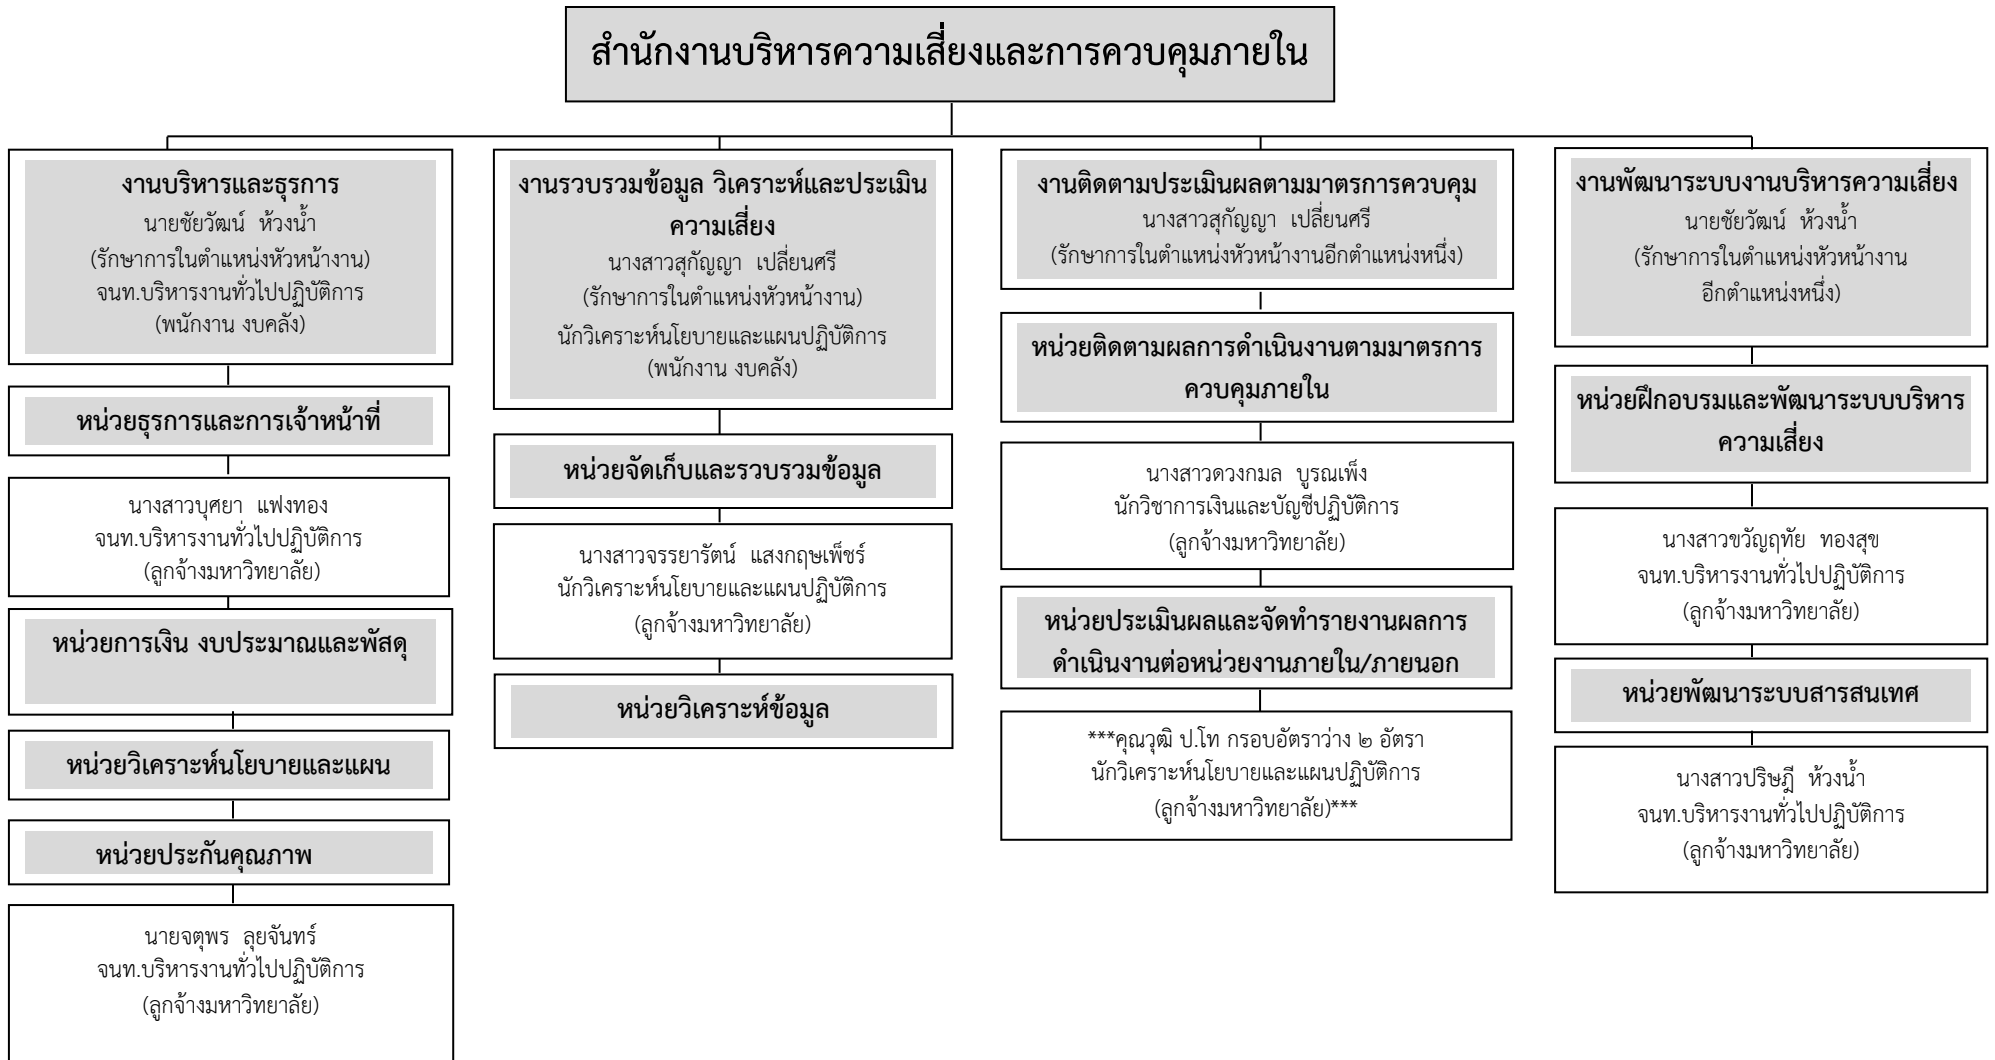 สำนักงานบริหารความเสี่ยงและการควบคุมภายใน
งานบริหารและธุรการ
นายชัยวัฒน์ ห้วงน้ำ
(รักษาการในตำแหน่งหัวหน้างาน)
จนท.บริหารงานทั่วไปปฏิบัติการ
(พนักงาน งบคลัง)
หน่วยธุรการและการเจ้าหน้าที่
นางสาวบุศยา แฟงทอง
จนท.บริหารงานทั่วไปปฏิบัติการ
(ลูกจ้างมหาวิทยาลัย)
หน่วยการเงิน งบประมาณและพัสดุ
หน่วยวิเคราะห์นโยบายและแผน
หน่วยประกันคุณภาพ
นายจตุพร ลุยจันทร์
จนท.บริหารงานทั่วไปปฏิบัติการ
(ลูกจ้างมหาวิทยาลัย)
งานรวบรวมข้อมูล วิเคราะห์และประเมิน
ความเสี่ยง
นางสาวสุกัญญา เปลี่ยนศรี
(รักษาการในตำแหน่งหัวหน้างาน)
นักวิเคราะห์นโยบายและแผนปฏิบัติการ
(พนักงาน งบคลัง)
หน่วยจัดเก็บและรวบรวมข้อมูล
นางสาวจรรยารัตน์ แสงกฤษเพ็ชร์
นักวิเคราะห์นโยบายและแผนปฏิบัติการ
(ลูกจ้างมหาวิทยาลัย)
หน่วยวิเคราะห์ข้อมูล
งานติดตามประเมินผลตามมาตรการควบคุม
นางสาวสุกัญญา เปลี่ยนศรี
(รักษาการในตำแหน่งหัวหน้างานอีกตำแหน่งหนึ่ง)
หน่วยติดตามผลการดำเนินงานตามมาตรการ
ควบคุมภายใน
นางสาวดวงกมล บูรณเพ็ง
นักวิชาการเงินและบัญชีปฏิบัติการ
(ลูกจ้างมหาวิทยาลัย)
หน่วยประเมินผลและจัดทำรายงานผลการ
ดำเนินงานต่อหน่วยงานภายใน/ภายนอก
***คุณวุฒิ ป.โท กรอบอัตราว่าง ๒ อัตรา
นักวิเคราะห์นโยบายและแผนปฏิบัติการ
(ลูกจ้างมหาวิทยาลัย)***
งานพัฒนาระบบงานบริหารความเสี่ยง
นายชัยวัฒน์ ห้วงน้ำ
(รักษาการในตำแหน่งหัวหน้างาน
อีกตำแหน่งหนึ่ง)
หน่วยฝึกอบรมและพัฒนาระบบบริหาร
ความเสี่ยง
นางสาวขวัญฤทัย ทองสุข
จนท.บริหารงานทั่วไปปฏิบัติการ
(ลูกจ้างมหาวิทยาลัย)
หน่วยพัฒนาระบบสารสนเทศ
นางสาวปริษฎี ห้วงน้ำ
จนท.บริหารงานทั่วไปปฏิบัติการ
(ลูกจ้างมหาวิทยาลัย)